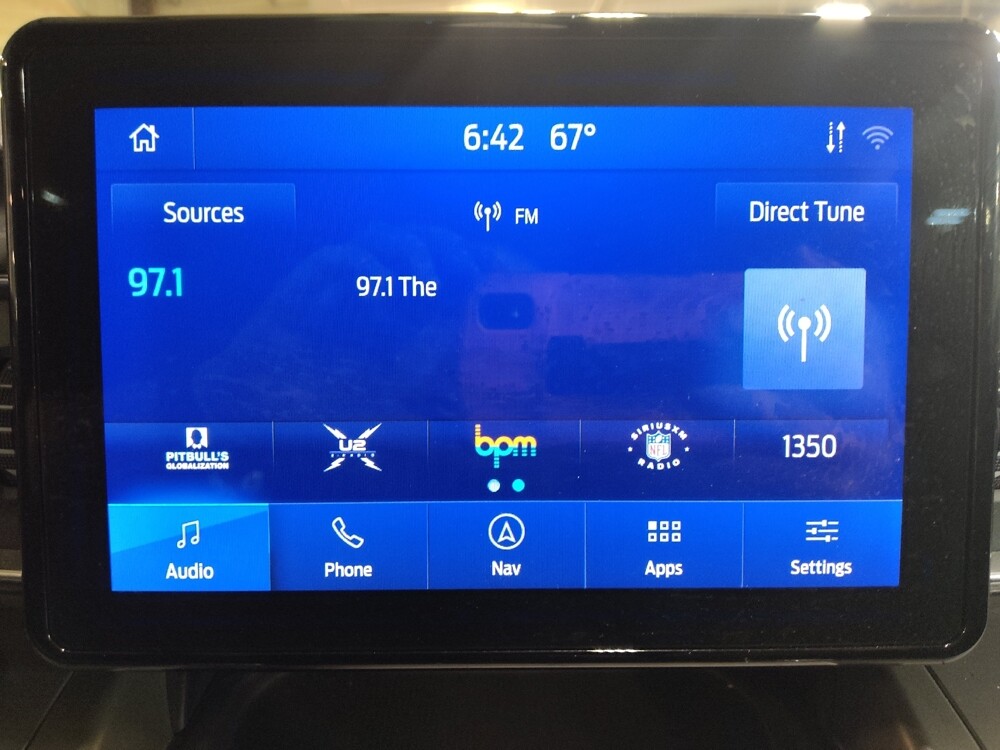 6:42 67°
Sources
FM
Direct Tune
97.1
97.1 The
PITBULL'S
GLOBALIZATION
U2
X-RADIO
bpm
SIRIUSXM
NFL
RADIO
1350
Audio
Phone
Nav
Apps
Settings